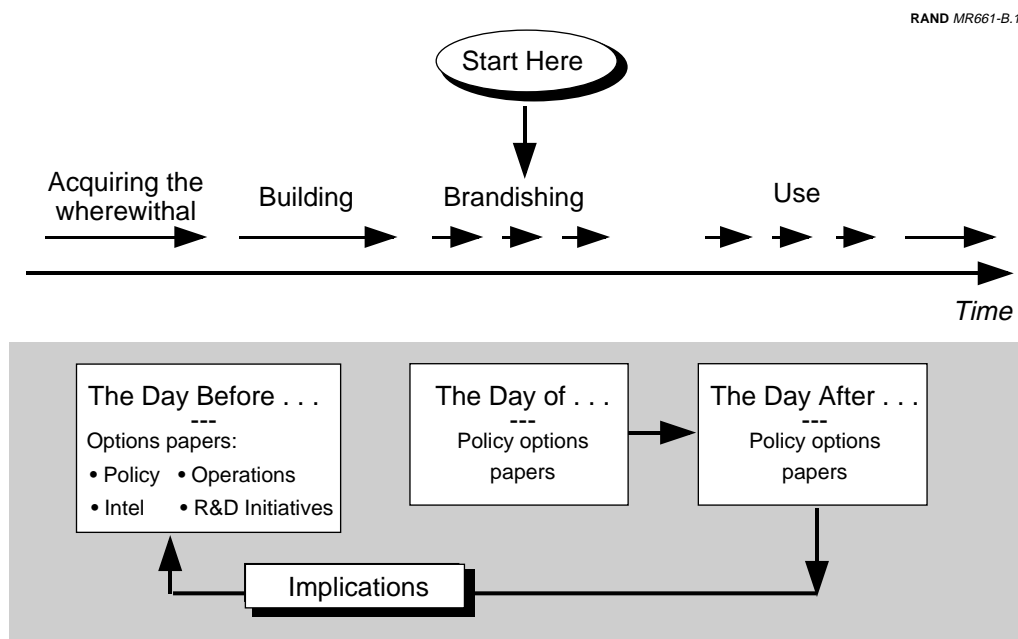 RAND MR661-B.1
Start Here
Acquiring the
wherewithal
Building
Brandishing
Use
Time
The Day Before . . .
---
Options papers:
• Policy • Operations
• Intel • R&D Initiatives
The Day of . . .
---
Policy options
papers
The Day After . . .
---
Policy options
papers
Implications